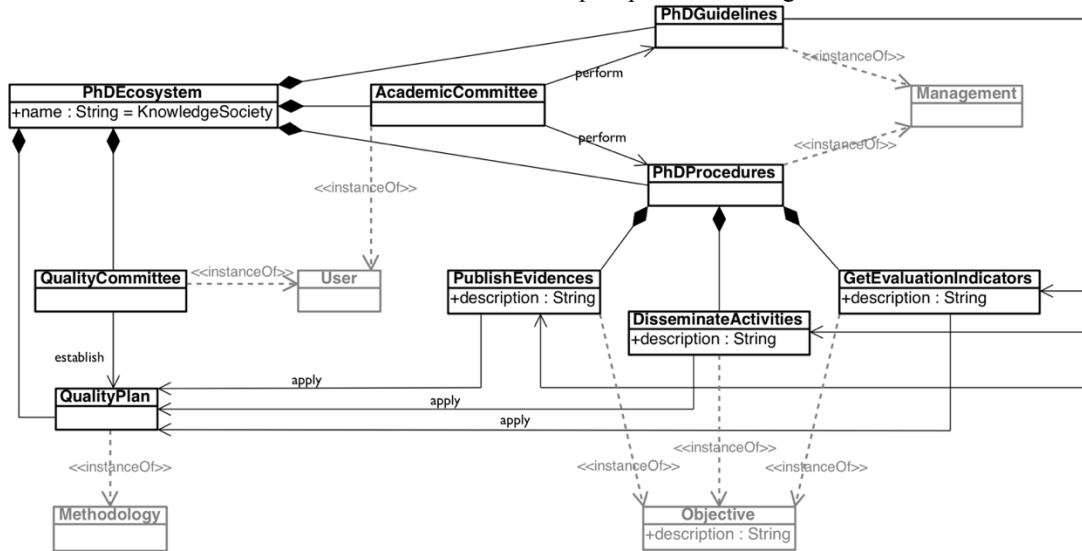 PhDGuidelines
<<instanceOf>>
perform
PhDEcosystem
+name : String = KnowledgeSociety
AcademicCommittee
Management
perform
<<instanceOf>>
PhDProcedures
<<instanceOf>>
QualityCommittee
<<instanceOf>>
User
PublishEvidences
+description : String
GetEvaluationIndicators
+description : String
DisseminateActivities
+description : String
establish
apply
QualityPlan
apply
apply
<<instanceOf>>
<<instanceOf>>
<<instanceOf>>
<<instanceOf>>
Methodology
Objective
+description : String